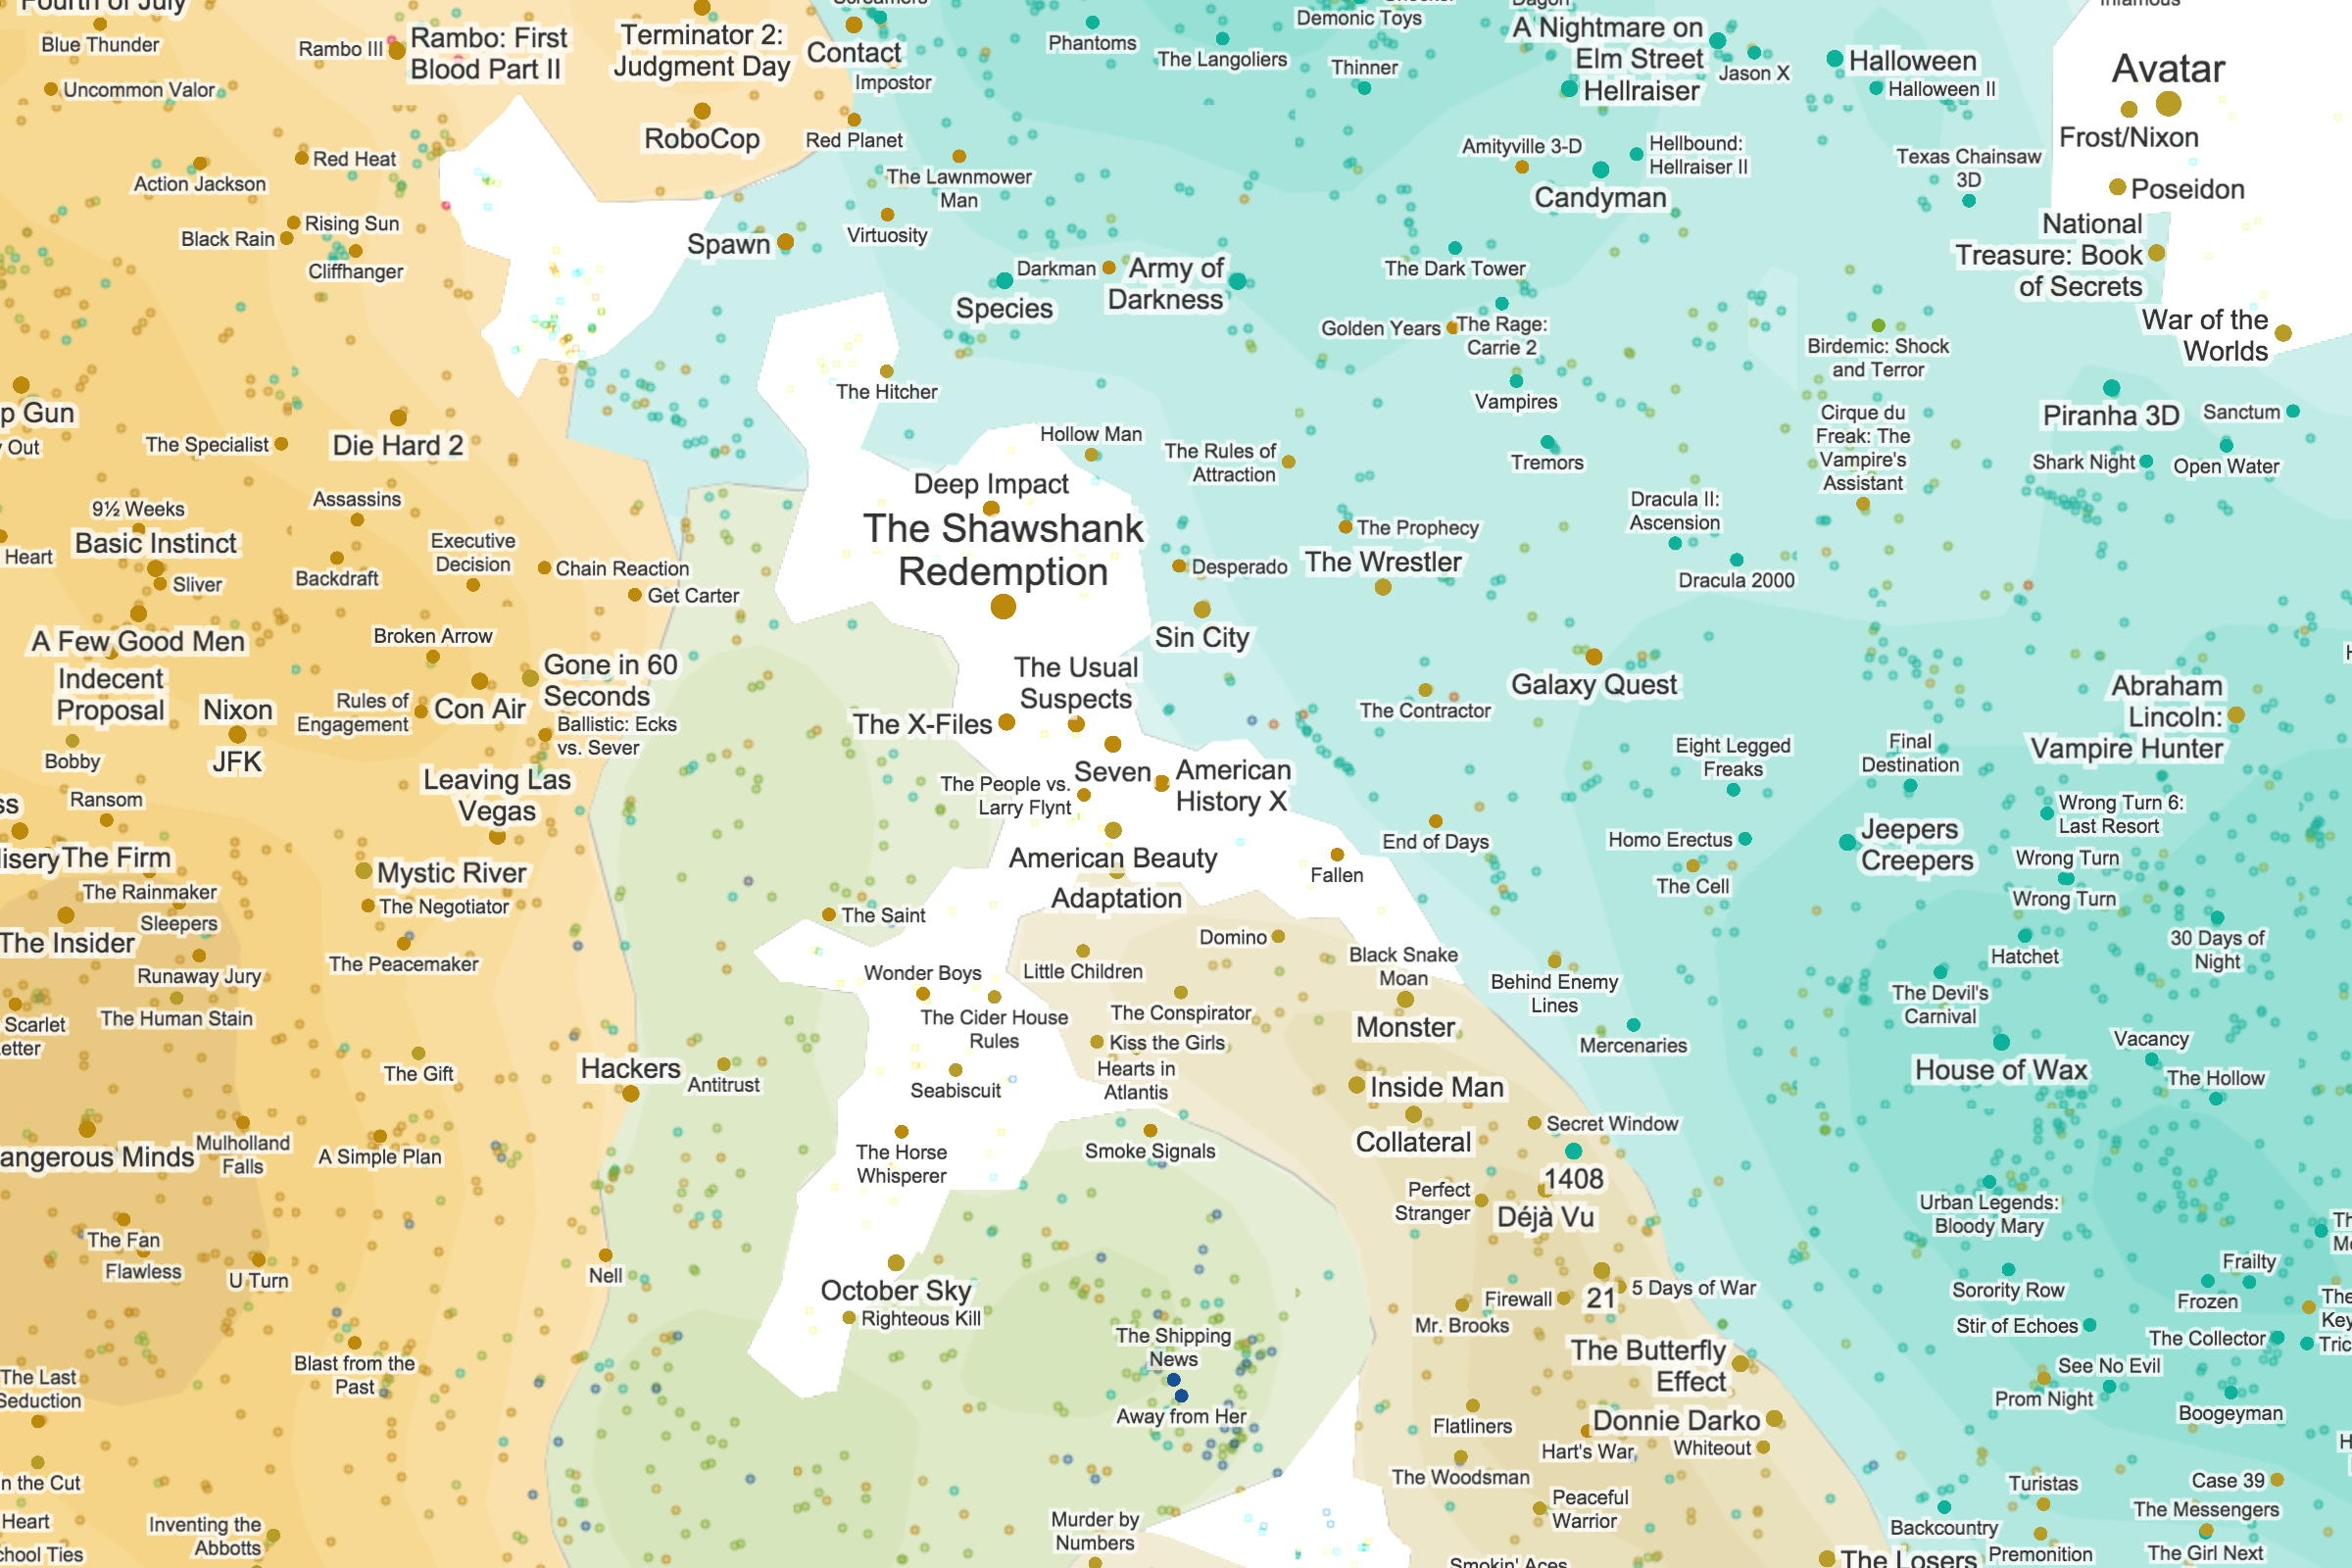 Fourth of July
Blue Thunder
Uncommon Valor
Rambo III
Rambo: First
Blood Part II
Terminator 2:
Judgment Day
RoboCop
Contact
Screamers
Impostor
Red Planet
Phantoms
The Langoliers
Demonic Toys
Thinner
Dagon
A Nightmare on
Elm Street
Hellraiser
Jason X
Halloween
Halloween II
Infamous
Avatar
Frost/Nixon
Poseidon
National
Treasure: Book
of Secrets
War of the
Worlds
Action Jackson
Red Heat
Rising Sun
Black Rain
Cliffhanger
The Lawnmower
Man
Virtuosity
Spawn
Amityville 3-D
Hellbound:
Hellraiser II
Candyman
Texas Chainsaw
3D
Species
Darkman
Army of
Darkness
The Dark Tower
Golden Years
The Rage:
Carrie 2
Vampires
Tremors
Birdemic: Shock
and Terror
Cirque du
Freak: The
Vampire's
Assistant
Piranha 3D
Sanctum
Shark Night
Open Water
p Gun
Out
The Specialist
Die Hard 2
The Hitcher
Hollow Man
The Rules of
Attraction
Deep Impact
The Shawshank
Redemption
Desperado
The Prophecy
The Wrestler
Sin City
Dracula II:
Ascension
Dracula 2000
9½ Weeks
Basic Instinct
Heart
Sliver
Assassins
Backdraft
Executive
Decision
Chain Reaction
Get Carter
A Few Good Men
Indecent
Proposal
Nixon
JFK
Bobby
Broken Arrow
Rules of
Engagement
Con Air
Gone in 60
Seconds
Ballistic: Ecks
vs. Sever
Leaving Las
Vegas
The Usual
Suspects
The X-Files
Seven
American
History X
The People vs.
Larry Flynt
American Beauty
Adaptation
The Contractor
Galaxy Quest
End of Days
Fallen
Eight Legged
Freaks
Homo Erectus
The Cell
Final
Destination
Jeepers
Creepers
Abraham
Lincoln:
Vampire Hunter
Wrong Turn 6:
Last Resort
Wrong Turn
Wrong Turn
Hatchet
30 Days of
Night
ss
Ransom
isery
The Firm
The Rainmaker
Sleepers
The Insider
Runaway Jury
The Human Stain
Scarlet
etter
Mystic River
The Negotiator
The Peacemaker
The Gift
The Saint
Wonder Boys
The Cider House
Rules
Seabiscuit
The Horse
Whisperer
Little Children
Domino
The Conspirator
Kiss the Girls
Hearts in
Atlantis
Smoke Signals
Black Snake
Moan
Monster
Behind Enemy
Lines
Mercenaries
The Devil's
Carnival
House of Wax
Vacancy
The Hollow
Hackers
Antitrust
Inside Man
Collateral
Secret Window
1408
Déjà Vu
Perfect
Stranger
angerous Minds
Mulholland
Falls
A Simple Plan
The Fan
Flawless
U Turn
Nell
Blast from the
Past
The Last
Seduction
n the Cut
Heart
chool Ties
Inventing the
Abbotts
October Sky
Righteous Kill
The Shipping
News
Away from Her
Murder by
Numbers
Firewall
21
5 Days of War
Mr. Brooks
The Butterfly
Effect
Flatliners
Donnie Darko
Hart's War
Whiteout
The Woodsman
Peaceful
Warrior
Smokin' Aces
The Losers
Urban Legends:
Bloody Mary
Sorority Row
Frailty
Frozen
Stir of Echoes
The Collector
See No Evil
Prom Night
Boogeyman
Turistas
Case 39
The Messengers
Backcountry
Premonition
The Girl Next
The
Key
Tric